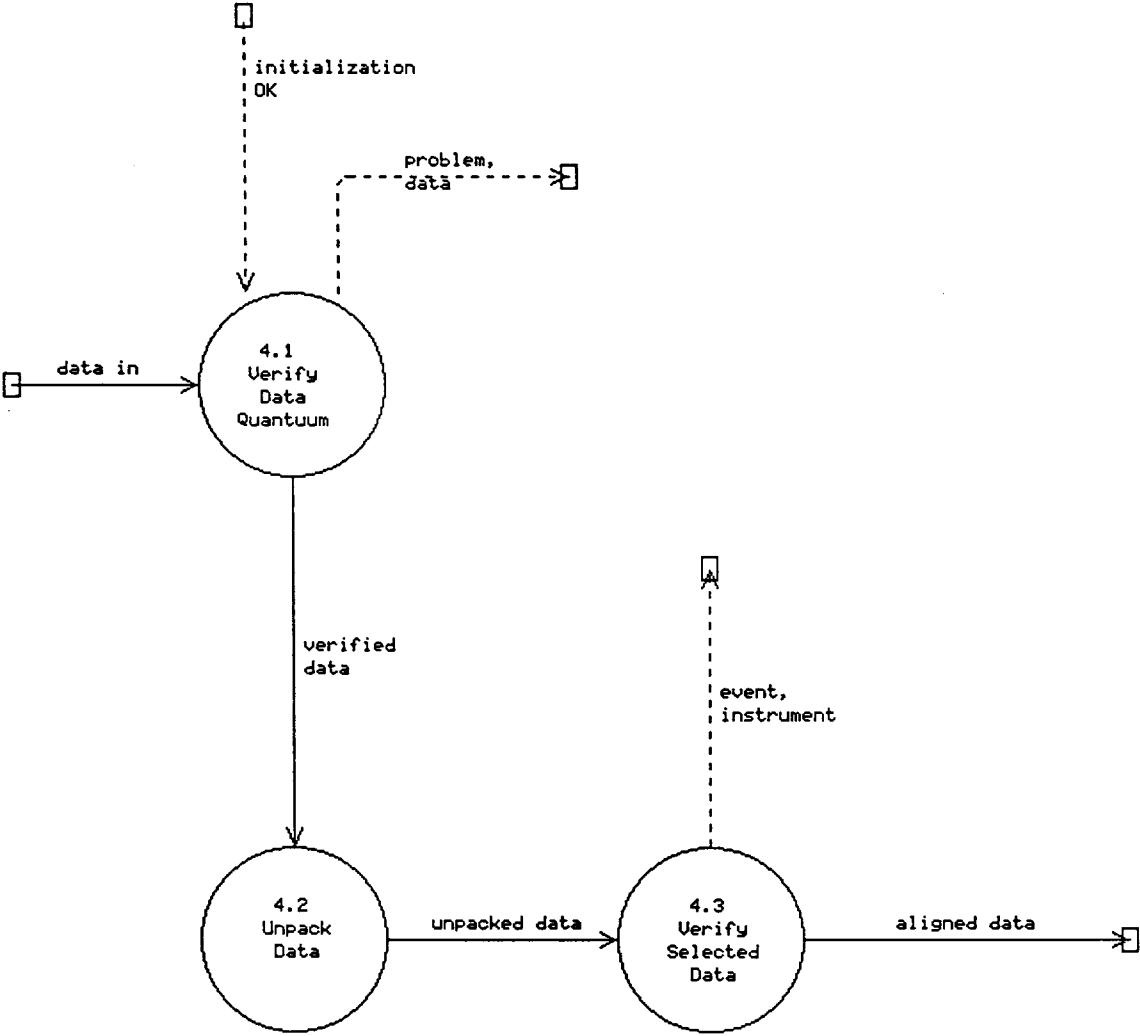 initialization
OK
problem,
data
data in
4.1
Verify
Data
Quantuum
verified
data
event,
instrument
4.2
Unpack
Data
unpacked data
4.3
Verify
Selected
Data
aligned data